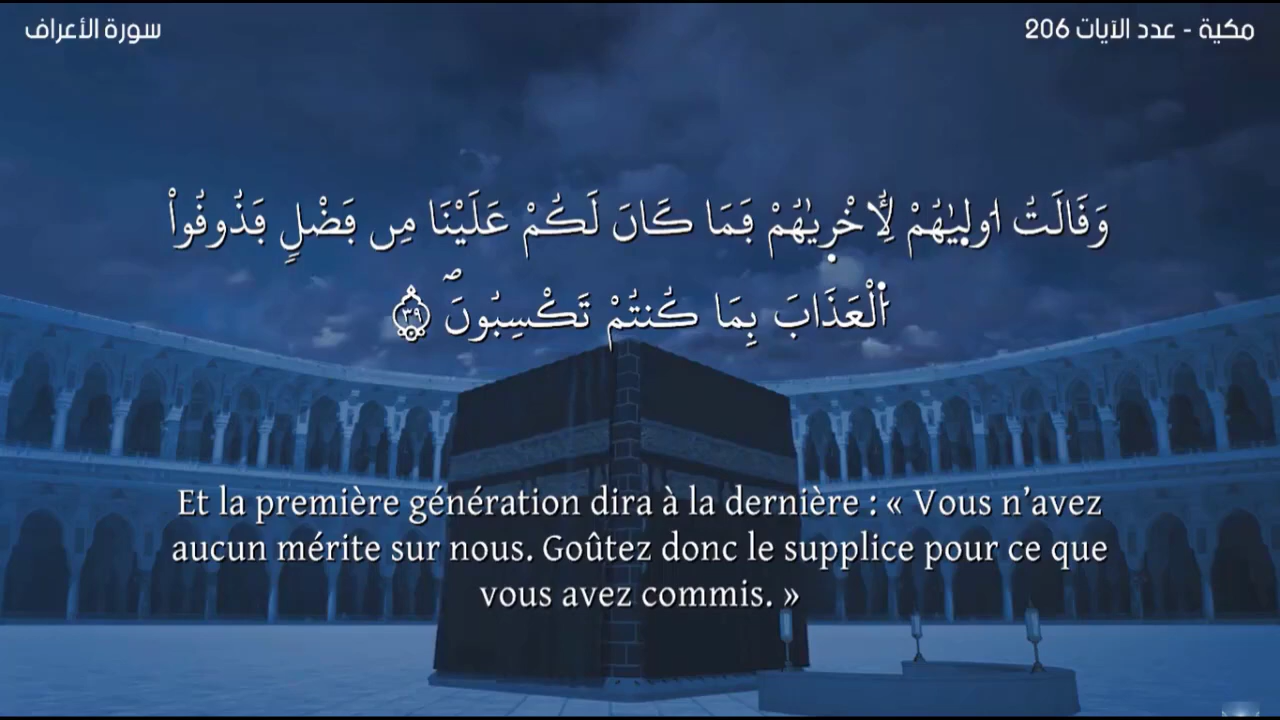 مكية - عدد الآيات 206
سورة الأعراف
وَقَالَتُ ا۟ولۭيٰهُمْ لِأُخْر۪يٰهُمْ فَمَا كَانَ لَكُمْ عَلَيْنَا مِن فَضْلٍ فَذُوقُوا۟
اَ۬لْعَذَابَ بِمَا كُنتُمْ تَكْسِبُونَۖ ٣٩
Et la première génération dira à la dernière : « Vous n’avez
aucun mérite sur nous. Goûtez donc le supplice pour ce que
vous avez commis. »